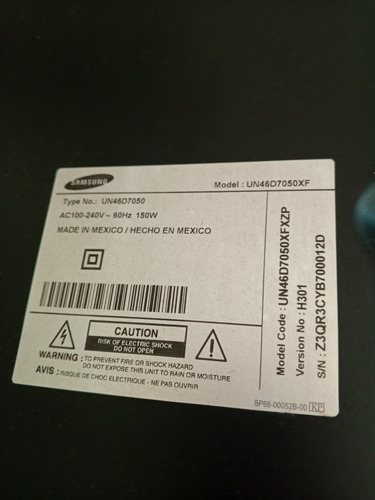 SAMSUNG
Model : UN46D7050XF
Type No.: UN46D7050
AC100-240V~ 60Hz 150W
MADE IN MEXICO / HECHO EN MEXICO
CAUTION
RISK OF ELECTRIC SHOCK
DO NOT OPEN
WARNING : TO PREVENT FIRE OR SHOCK HAZARD
DO NOT EXPOSE THIS UNIT TO RAIN OR MOISTURE
AVIS : RISQUE DE CHOC ELECTRIQUE - NE PAS OUVRIR
Model Code : UN46D7050XFXZP
Version No : H301
S/N : Z3QR3CYB700012D
BP68-00052B-00 KP